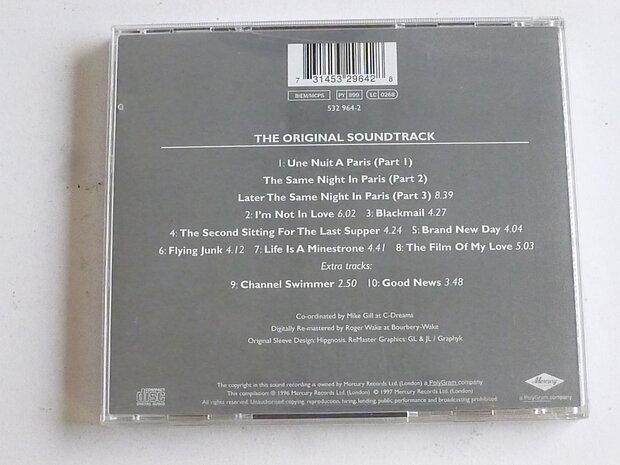 7 31453 29642 8
BIEM/MCPS PY 899 LC 0268
532 964-2
THE ORIGINAL SOUNDTRACK
1: Une Nuit A Paris (Part 1)
The Same Night In Paris (Part 2)
Later The Same Night In Paris (Part 3) 8.39
2: I'm Not In Love 6.02 3: Blackmail 4.27
4: The Second Sitting For The Last Supper 4.24 5: Brand New Day 4.04
6: Flying Junk 4.12 7: Life Is A Minestrone 4.41 8: The Film Of My Love 5.03
Extra tracks:
9: Channel Swimmer 2.50 10: Good News 3.48
Co-ordinated by Mike Gill at C-Dreams
Digitally Re-mastered by Roger Wake at Bourbery-Wake
Original Sleeve Design: Hipgnosis. ReMaster Graphics: GL & JL / Graphyk
The copyright in this sound recording is owned by Mercury Records Ltd. (London) a PolyGram company
This compilation: ℗ 1996 Mercury Records Ltd. (London) © 1997 Mercury Records Ltd. (London)
All rights reserved. Unauthorised copying, reproduction, hiring, lending, public performance and broadcasting prohibited
COMPACT
disc
DIGITAL AUDIO
Mercury
a PolyGram company